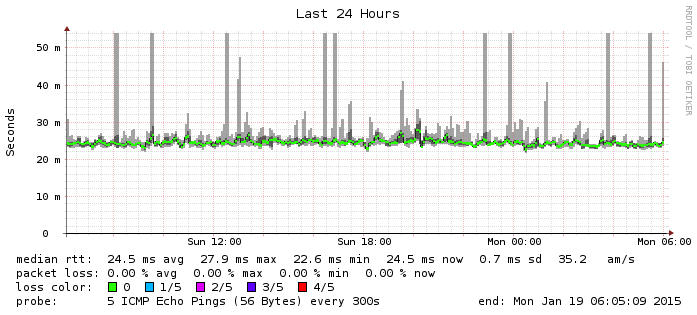 Last 24 Hours
RRDTOOL / TOBI OETIKER
Seconds
50 m
40 m
30 m
20 m
10 m
0
Sun 12:00 Sun 18:00 Mon 00:00 Mon 06:00
median rtt: 24.5 ms avg 27.9 ms max 22.6 ms min 24.5 ms now 0.7 ms sd 35.2 am/s
packet loss: 0.00 % avg 0.00 % max 0.00 % min 0.00 % now
loss color: 0 1/5 2/5 3/5 4/5
probe: 5 ICMP Echo Pings (56 Bytes) every 300s end: Mon Jan 19 06:05:09 2015